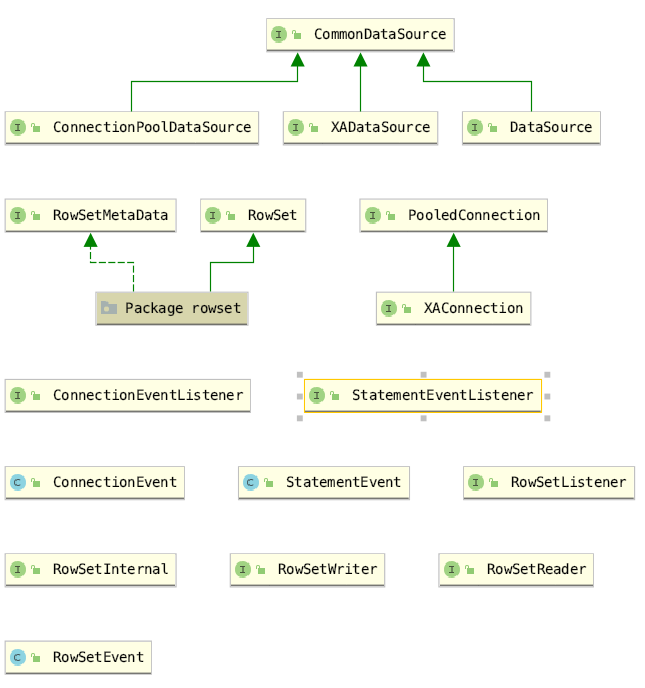 CommonDataSource
ConnectionPoolDataSource
XADataSource
DataSource
RowSetMetaData
RowSet
PooledConnection
Package rowset
XAConnection
ConnectionEventListener
StatementEventListener
ConnectionEvent
StatementEvent
RowSetListener
RowSetInternal
RowSetWriter
RowSetReader
RowSetEvent